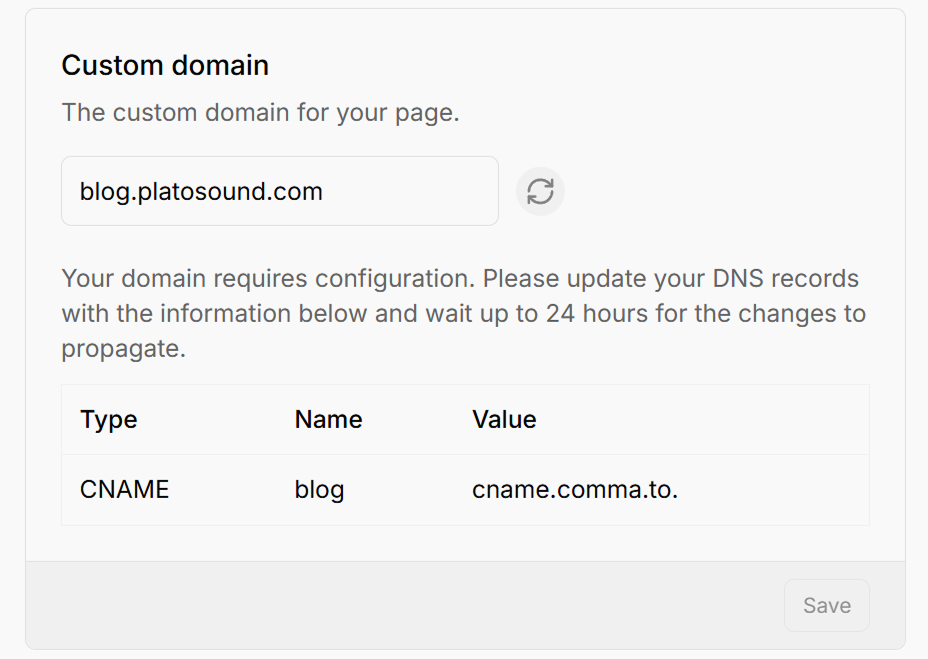 Custom domain
The custom domain for your page.
blog.platosound.com
Your domain requires configuration. Please update your DNS records
with the information below and wait up to 24 hours for the changes to
propagate.
Type Name Value
CNAME blog cname.comma.to.
Save